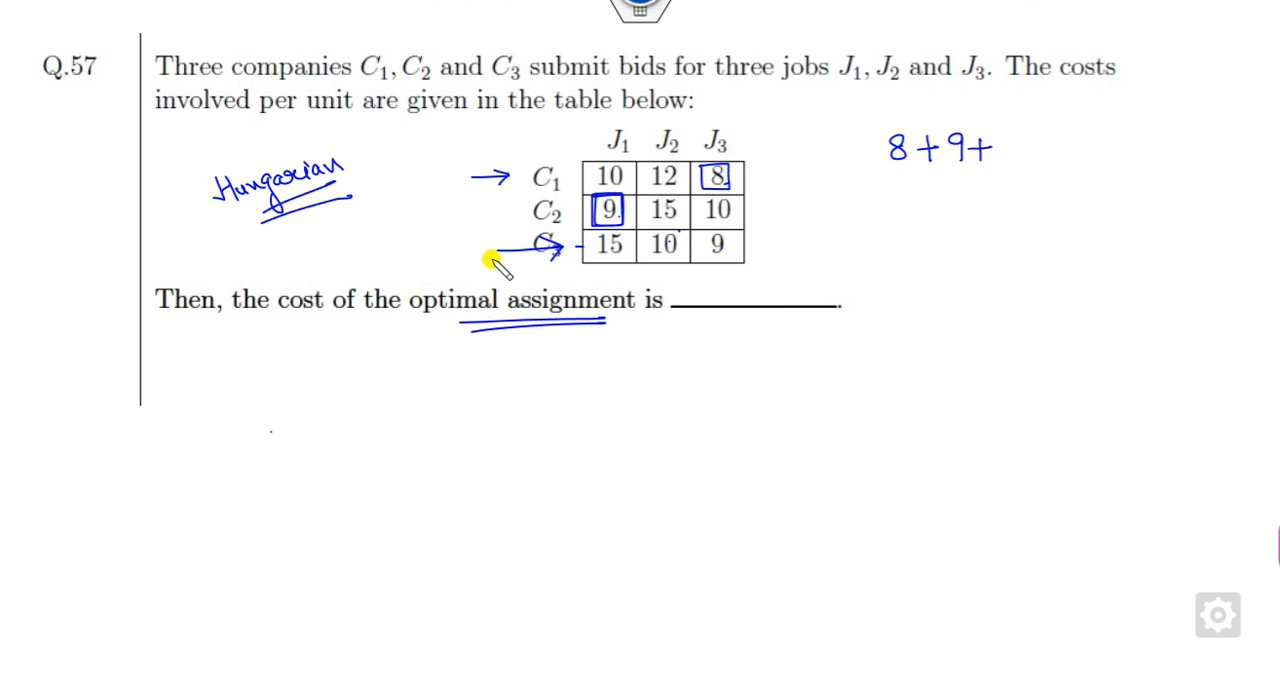 Q.57 Three companies C₁, C₂ and C₃ submit bids for three jobs J₁, J₂ and J₃. The costs
involved per unit are given in the table below:
J₁ J₂ J₃
8+9+
Hungarian
C₁ 10 12 8
C₂ 9 15 10
C₃ 15 10 9
Then, the cost of the optimal assignment is __________.